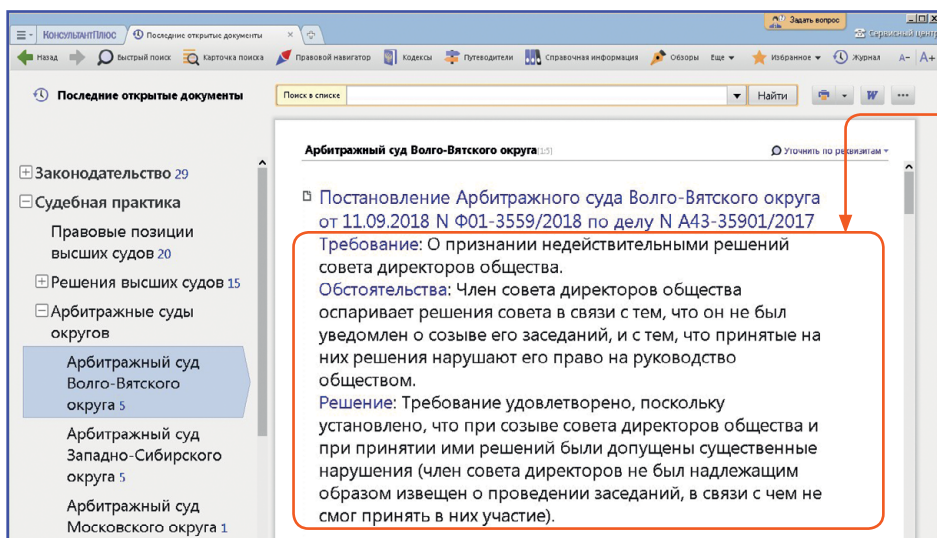 Задать вопрос
КонсультантПлюс
Последние открытые документы
Сервисный центр
Назад Быстрый поиск Карточка поиска Правовой навигатор Кодексы Путеводители Справочная информация Обзоры Еще Избранное Журнал A- A+
Последние открытые документы
Поиск в списке
Найти
W
Законодательство 29
Судебная практика
Правовые позиции
высших судов 20
Решения высших судов 15
Арбитражные суды
округов
Арбитражный суд
Волго-Вятского
округа 5
Арбитражный суд
Западно-Сибирского
округа 5
Арбитражный суд
Московского округа 1
Арбитражный суд Волго-Вятского округа [1:5]
Уточнить по реквизитам
Постановление Арбитражного суда Волго-Вятского округа
от 11.09.2018 N Ф01-3559/2018 по делу N А43-35901/2017
Требование: О признании недействительными решений
совета директоров общества.
Обстоятельства: Член совета директоров общества
оспаривает решения совета в связи с тем, что он не был
уведомлен о созыве его заседаний, и с тем, что принятые на
них решения нарушают его право на руководство
обществом.
Решение: Требование удовлетворено, поскольку
установлено, что при созыве совета директоров общества и
при принятии ими решений были допущены существенные
нарушения (член совета директоров не был надлежащим
образом извещен о проведении заседаний, в связи с чем не
смог принять в них участие).